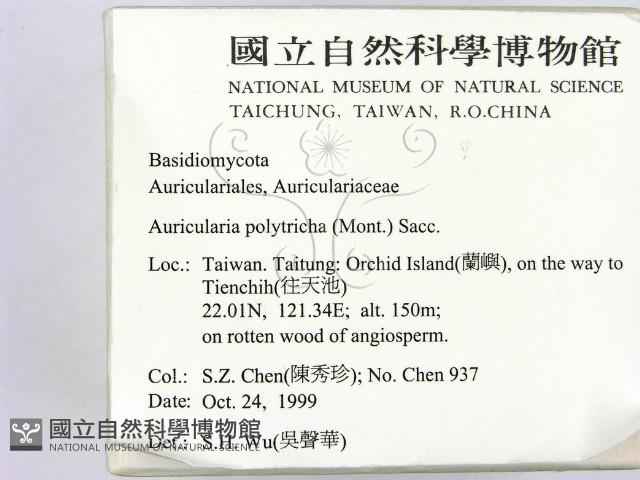 國立自然科學博物館
NATIONAL MUSEUM OF NATURAL SCIENCE
TAICHUNG, TAIWAN, R.O.CHINA
Basidiomycota
Auriculariales, Auriculariaceae
Auricularia polytricha (Mont.) Sacc.
Loc.: Taiwan. Taitung: Orchid Island(蘭嶼), on the way to
Tienchih(往天池)
22.01N, 121.34E; alt. 150m;
on rotten wood of angiosperm.
Col.: S.Z. Chen(陳秀珍); No. Chen 937
Date: Oct. 24, 1999
Det.: S.H. Wu(吳聲華)
國立自然科學博物館
NATIONAL MUSEUM OF NATURAL SCIENCE